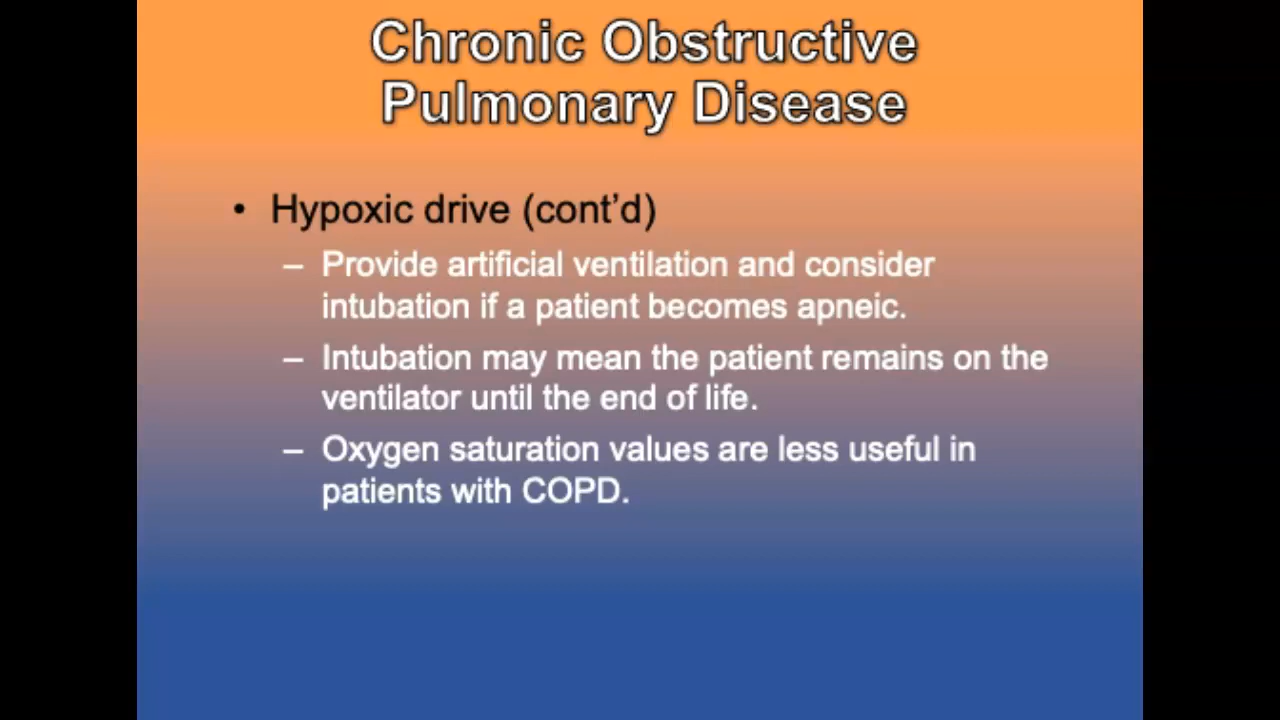 Chronic Obstructive
Pulmonary Disease
• Hypoxic drive (cont’d)
– Provide artificial ventilation and consider
intubation if a patient becomes apneic.
– Intubation may mean the patient remains on the
ventilator until the end of life.
– Oxygen saturation values are less useful in
patients with COPD.